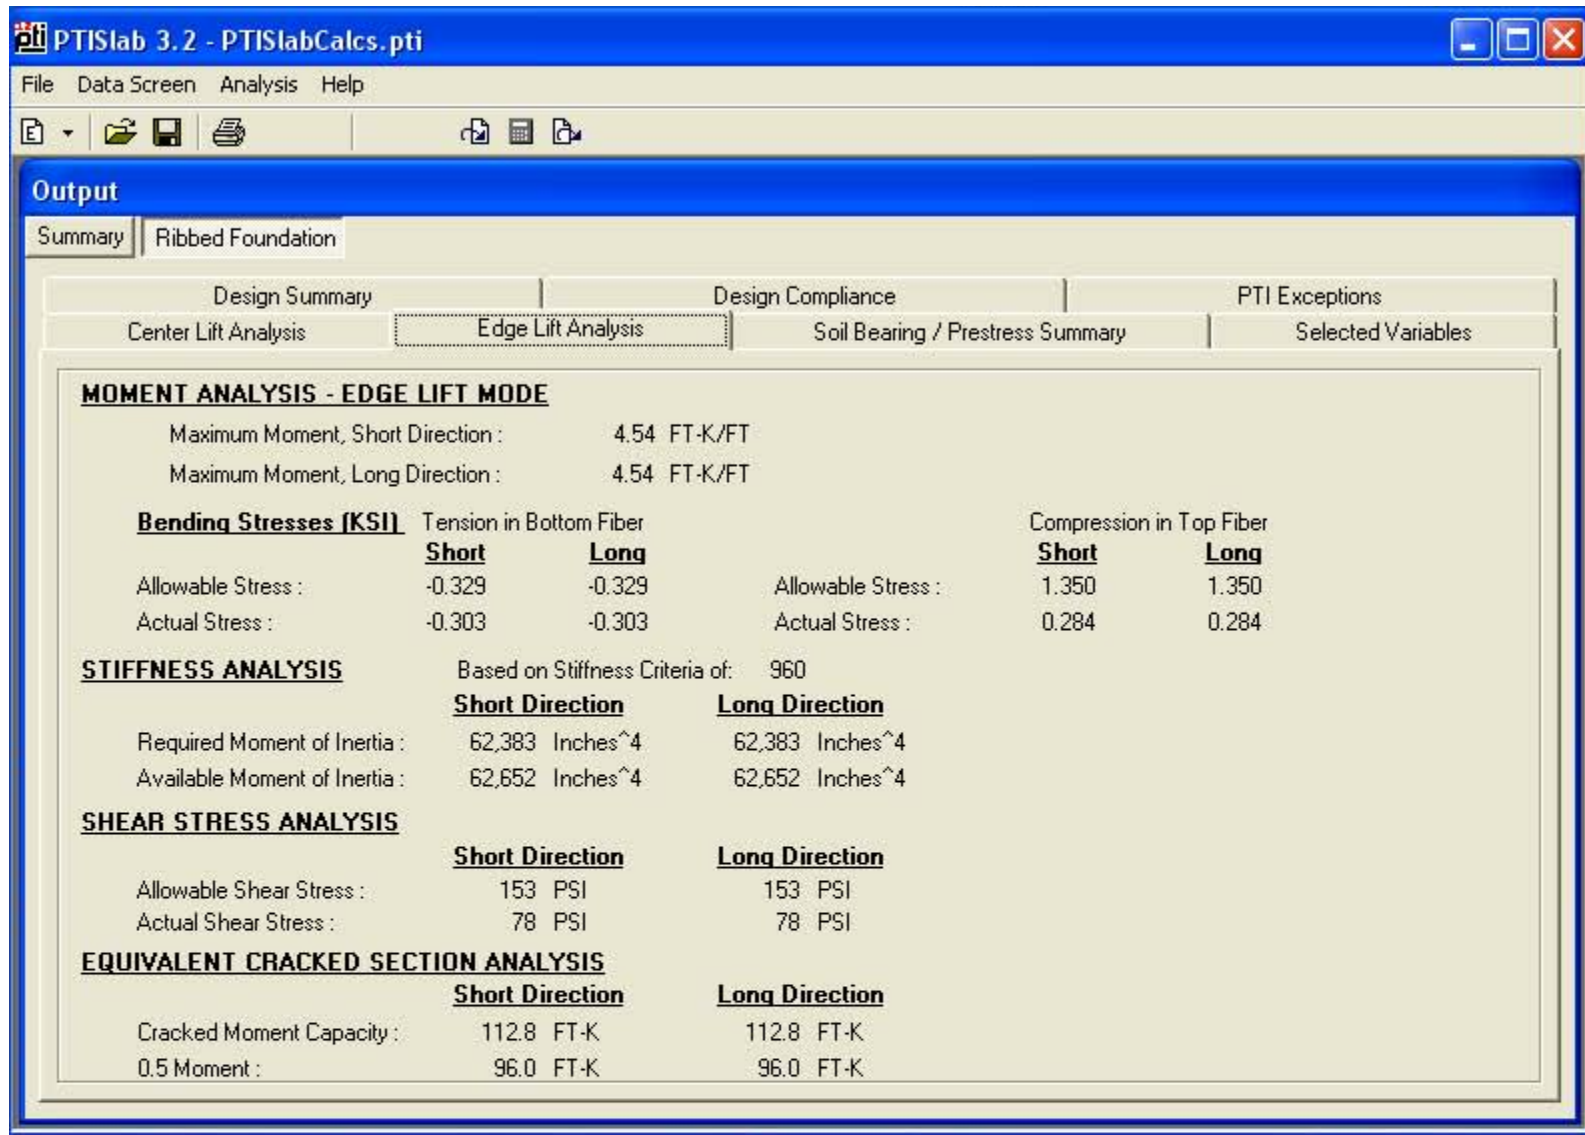 PTISlab 3.2 - PTISlabCalcs.pti
File Data Screen Analysis Help
Output
Summary Ribbed Foundation
Design Summary Design Compliance PTI Exceptions
Center Lift Analysis Edge Lift Analysis Soil Bearing / Prestress Summary Selected Variables
MOMENT ANALYSIS - EDGE LIFT MODE
Maximum Moment, Short Direction : 4.54 FT-K/FT
Maximum Moment, Long Direction : 4.54 FT-K/FT
Bending Stresses (KSI) Tension in Bottom Fiber Compression in Top Fiber
Short Long Short Long
Allowable Stress : -0.329 -0.329 Allowable Stress : 1.350 1.350
Actual Stress : -0.303 -0.303 Actual Stress : 0.284 0.284
STIFFNESS ANALYSIS Based on Stiffness Criteria of: 960
Short Direction Long Direction
Required Moment of Inertia : 62,383 Inches^4 62,383 Inches^4
Available Moment of Inertia : 62,652 Inches^4 62,652 Inches^4
SHEAR STRESS ANALYSIS
Short Direction Long Direction
Allowable Shear Stress : 153 PSI 153 PSI
Actual Shear Stress : 78 PSI 78 PSI
EQUIVALENT CRACKED SECTION ANALYSIS
Short Direction Long Direction
Cracked Moment Capacity : 112.8 FT-K 112.8 FT-K
0.5 Moment : 96.0 FT-K 96.0 FT-K